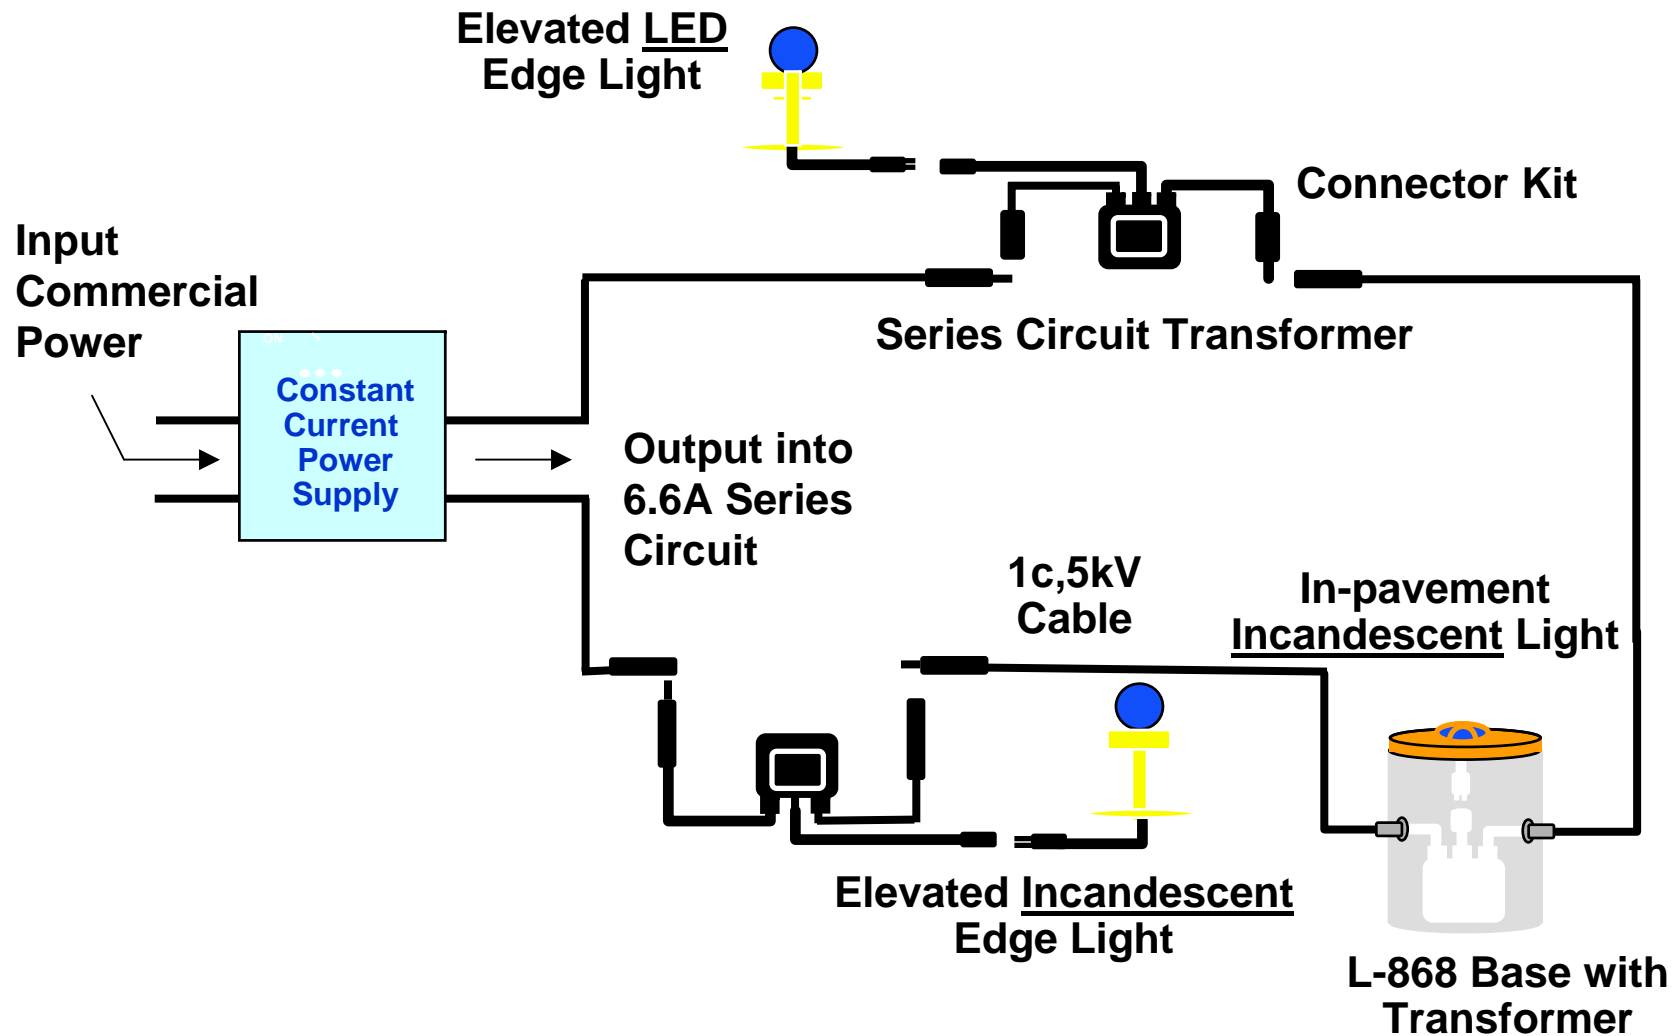 Elevated LED
Edge Light
Connector Kit
Input
Commercial
Power
Series Circuit Transformer
ON
Constant
Current
Power
Supply
Output into
6.6A Series
Circuit
1c,5kV
Cable
In-pavement
Incandescent Light
Elevated Incandescent
Edge Light
L-868 Base with
Transformer